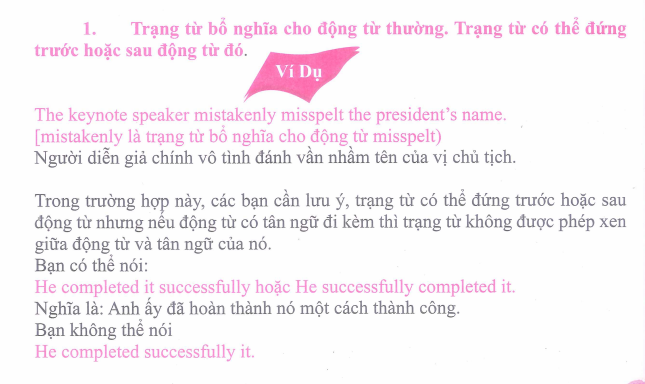 1. Trạng từ bổ nghĩa cho động từ thường. Trạng từ có thể đứng
trước hoặc sau động từ đó.
Ví Dụ
The keynote speaker mistakenly misspelt the president's name.
[mistakenly là trạng từ bổ nghĩa cho động từ misspelt)
Người diễn giả chính vô tình đánh vần nhầm tên của vị chủ tịch.
Trong trường hợp này, các bạn cần lưu ý, trạng từ có thể đứng trước hoặc sau
động từ nhưng nếu động từ có tân ngữ đi kèm thì trạng từ không được phép xen
giữa động từ và tân ngữ của nó.
Bạn có thể nói:
He completed it successfully hoặc He successfully completed it.
Nghĩa là: Anh ấy đã hoàn thành nó một cách thành công.
Bạn không thể nói
He completed successfully it.